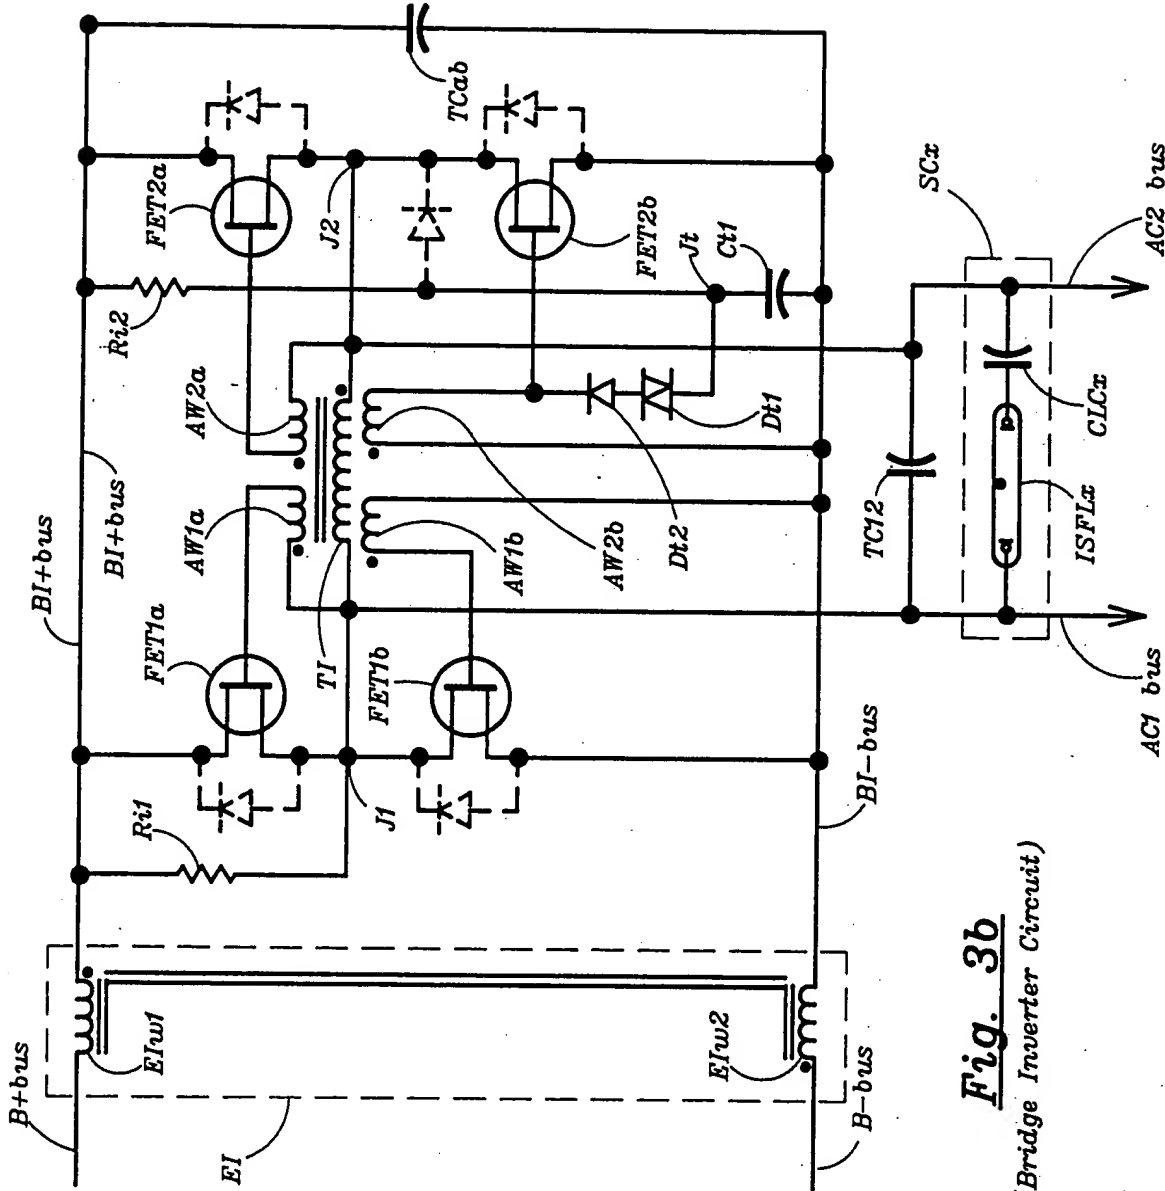 BI+bus
BI+bus
FET2a
TCab
J2
Ri2
AW2a
AW1a
FET1a
Ri1
TI
FET1b
J1
AW1b
AW2b
Dt2
Dt1
FET2b
Jt
Ct1
SCx
AC2 bus
CLCx
TC12
ISFLx
AC1 bus
BI-bus
B+bus
EIw1
EI
EIw2
B-bus
Fig. 3b
Bridge Inverter Circuit)